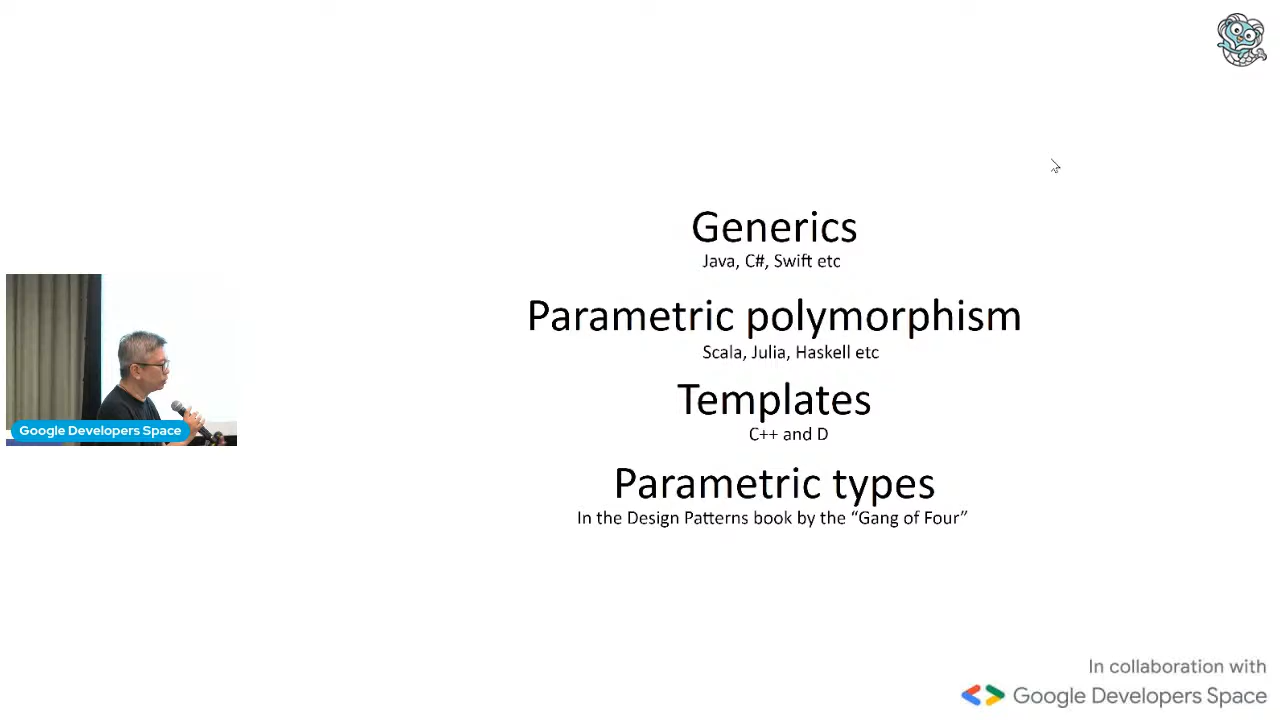 Generics
Java, C#, Swift etc
Parametric polymorphism
Scala, Julia, Haskell etc
Templates
C++ and D
Parametric types
In the Design Patterns book by the “Gang of Four”
Google Developers Space
In collaboration with
Google Developers Space